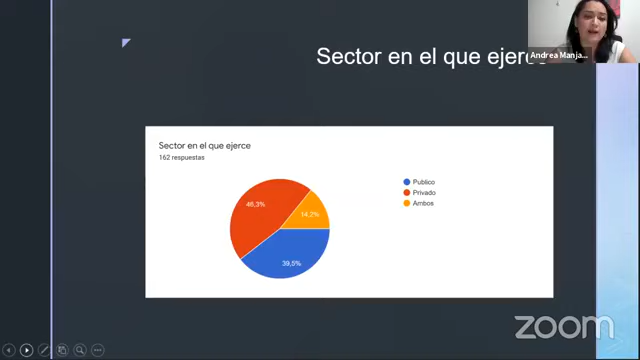 Andrea Manja...
Sector en el que ejerce
Sector en el que ejerce
162 respuestas
Publico
Privado
Ambos
46,3%
14,2%
39,5%
zoom